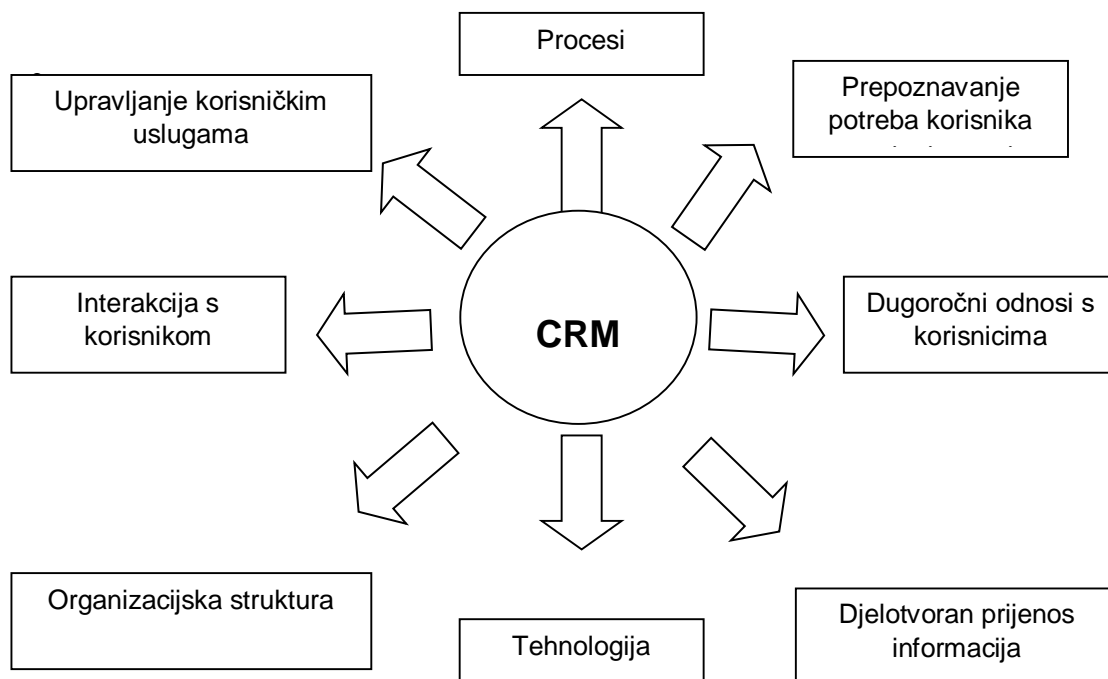 Procesi
Upravljanje korisničkim
uslugama
Prepoznavanje
potreba korisnika
Interakcija s
korisnikom
CRM
Dugoročni odnosi s
korisnicima
Organizacijska struktura
Tehnologija
Djelotvoran prijenos
informacija